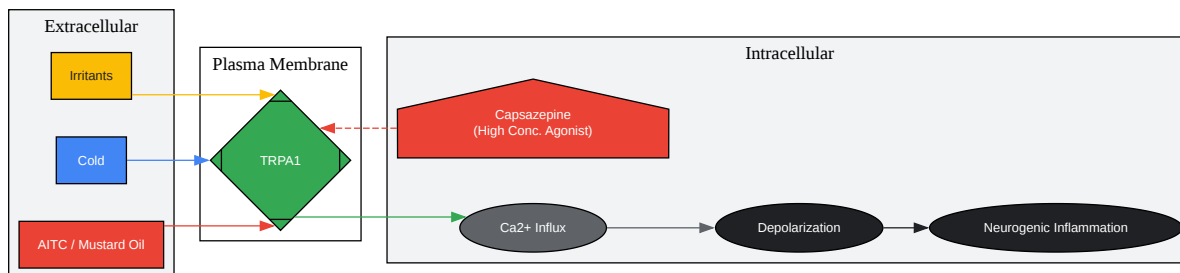 Extracellular
Irritants
Cold
AITC / Mustard Oil
Plasma Membrane
TRPA1
Intracellular
Capsazepine
(High Conc. Agonist)
Ca2+ Influx
Depolarization
Neurogenic Inflammation